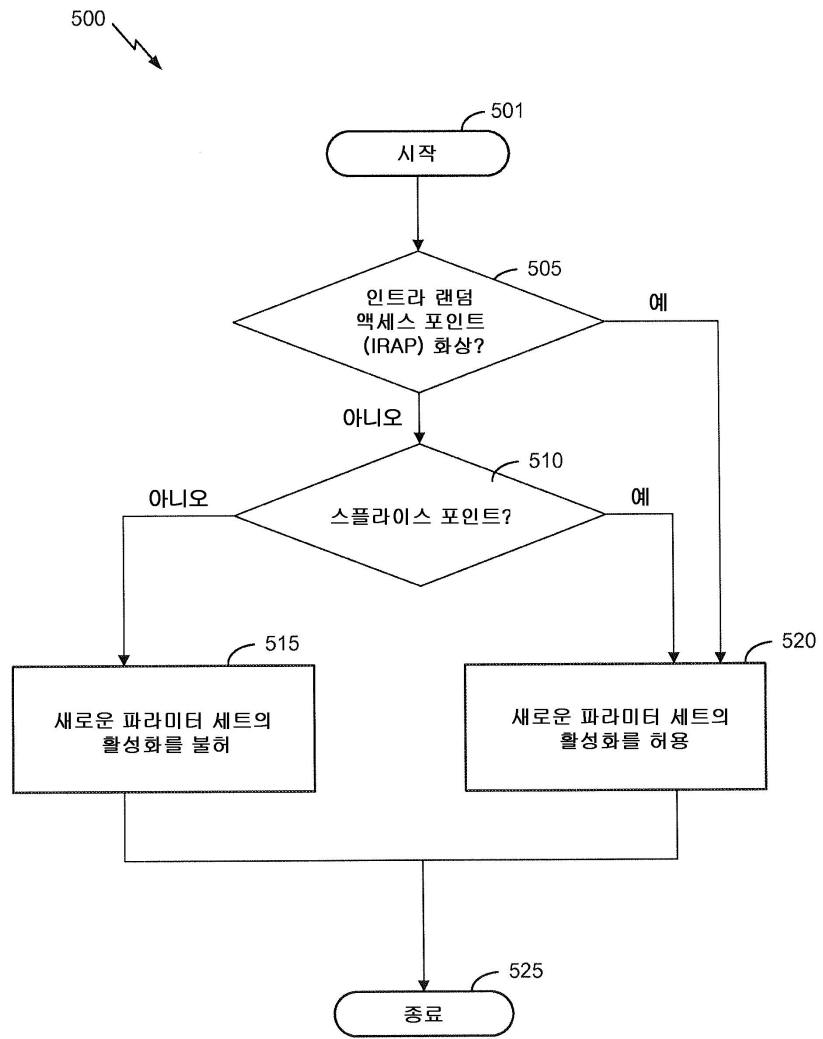 500
501
시작
505
인트라 랜덤
액세스 포인트
(IRAP) 화상?
예
아니오
510
스플라이스 포인트?
아니오
예
515
새로운 파라미터 세트의
활성화를 불허
520
새로운 파라미터 세트의
활성화를 허용
525
종료